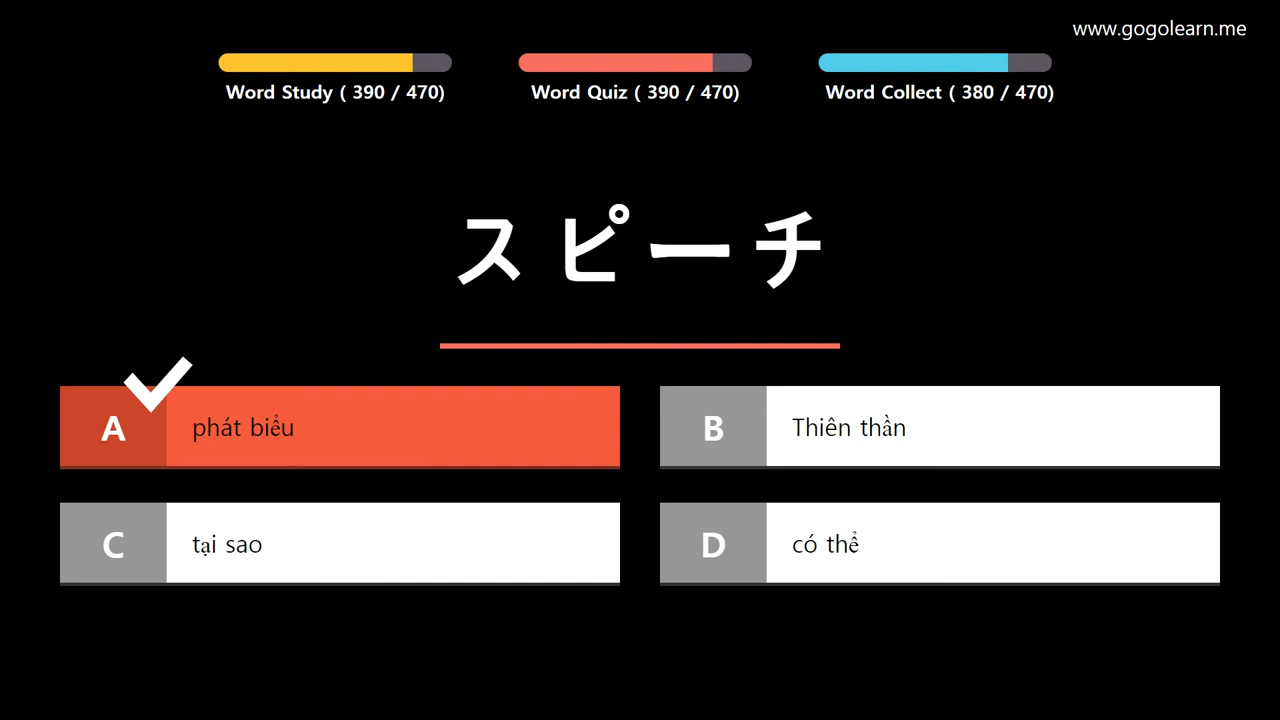 www.gogolearn.me
Word Study ( 390 / 470)
Word Quiz ( 390 / 470)
Word Collect ( 380 / 470)
スピーチ
A phát biểu
B Thiên thần
C tại sao
D có thể